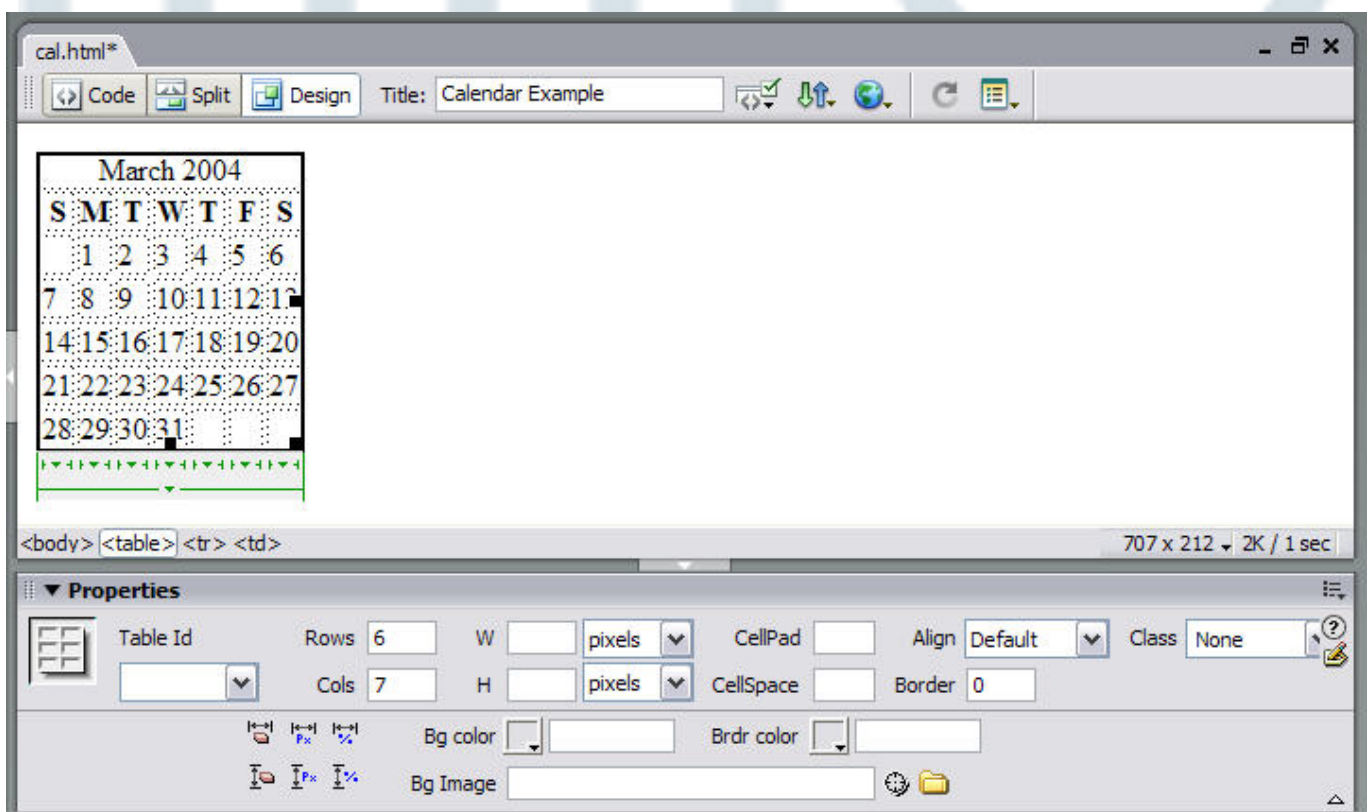 cal.html*
Code Split Design Title: Calendar Example
March 2004
S M T W T F S
1 2 3 4 5 6
7 8 9 10 11 12
14 15 16 17 18 19 20
21 22 23 24 25 26 27
28 29 30 31
<body> <table> <tr> <td> 707 x 212 2K / 1 sec
Properties
Table Id Rows 6 W pixels CellPad Align Default Class None ?
Cols 7 H pixels CellSpace Border 0
Px % Bg color Brdr color
Px % Bg Image